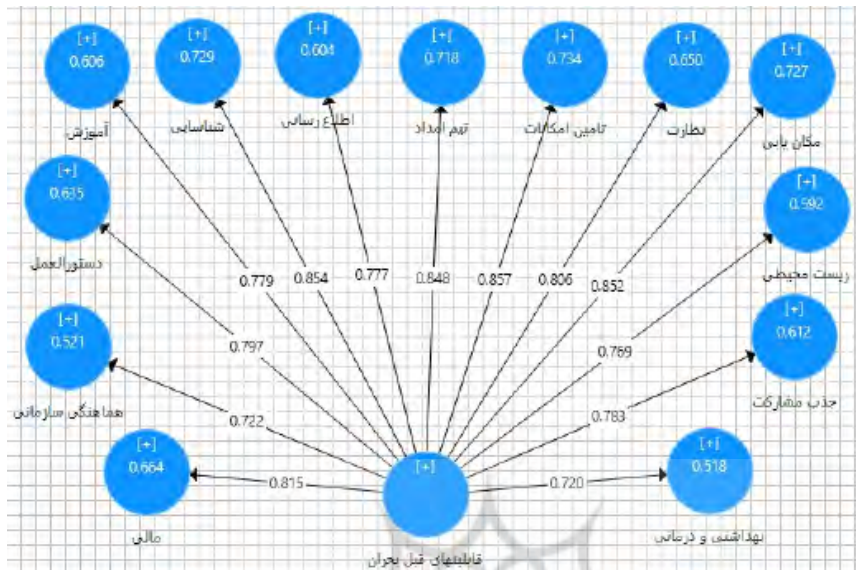 [+]
0.606
آموزش
[+]
0.729
شناسایی
[+]
0.604
اطلاع رسانی
[+]
0.718
تیم امداد
[+]
0.734
تامین امکانات
[+]
0.650
نظارت
[+]
0.727
مکان یابی
[+]
0.635
دستورالعمل
[+]
0.592
زیست محیطی
[+]
0.521
هماهنگی سازمانی
[+]
0.612
جذب مشارکت
[+]
0.664
مالی
[+]
0.518
بهداشتی و درمانی
[+]
قابلیتهای قبل بحران
0.779
0.854
0.777
0.848
0.857
0.806
0.852
0.797
0.769
0.722
0.783
0.815
0.720